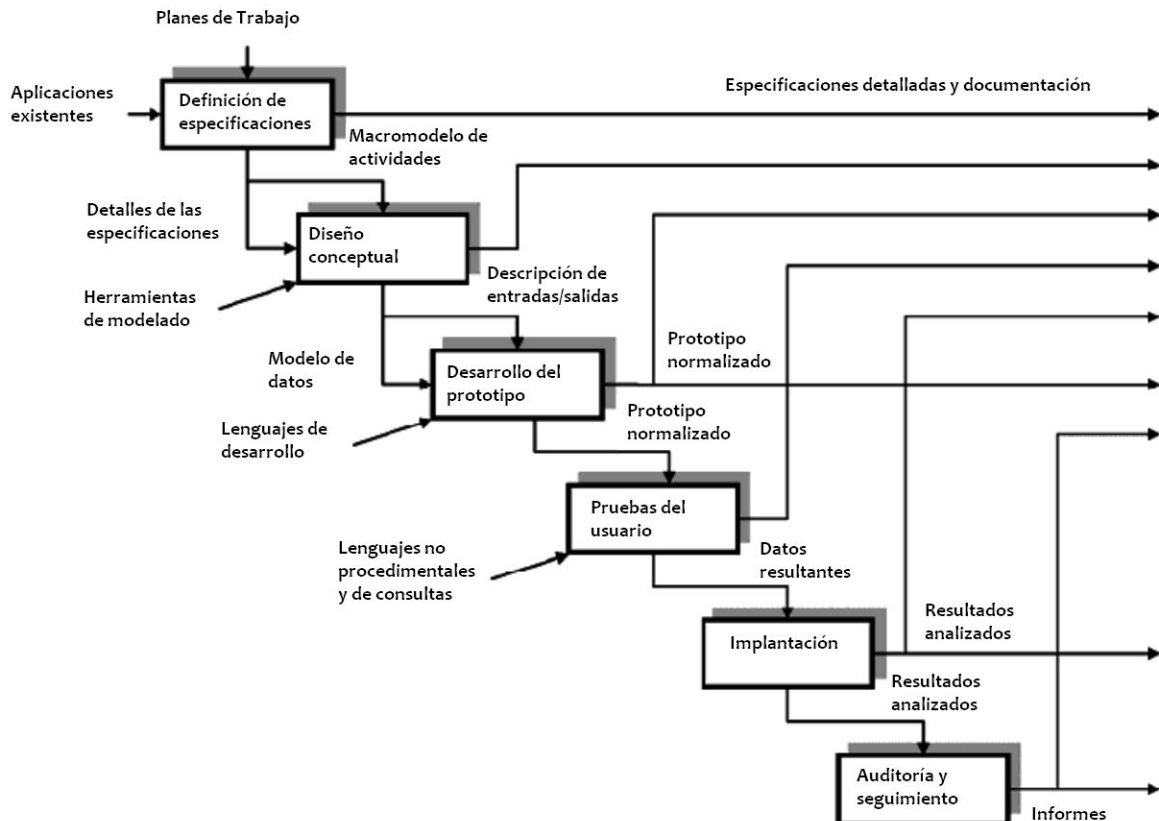 Planes de Trabajo
Aplicaciones
existentes
Definición de
especificaciones
Especificaciones detalladas y documentación
Macromodelo de
actividades
Detalles de las
especificaciones
Diseño
conceptual
Herramientas
de modelado
Descripción de
entradas/salidas
Modelo de
datos
Desarrollo del
prototipo
Prototipo
normalizado
Lenguajes de
desarrollo
Prototipo
normalizado
Pruebas del
usuario
Lenguajes no
procedimentales
y de consultas
Datos
resultantes
Implantación
Resultados
analizados
Resultados
analizados
Auditoría y
seguimiento
Informes